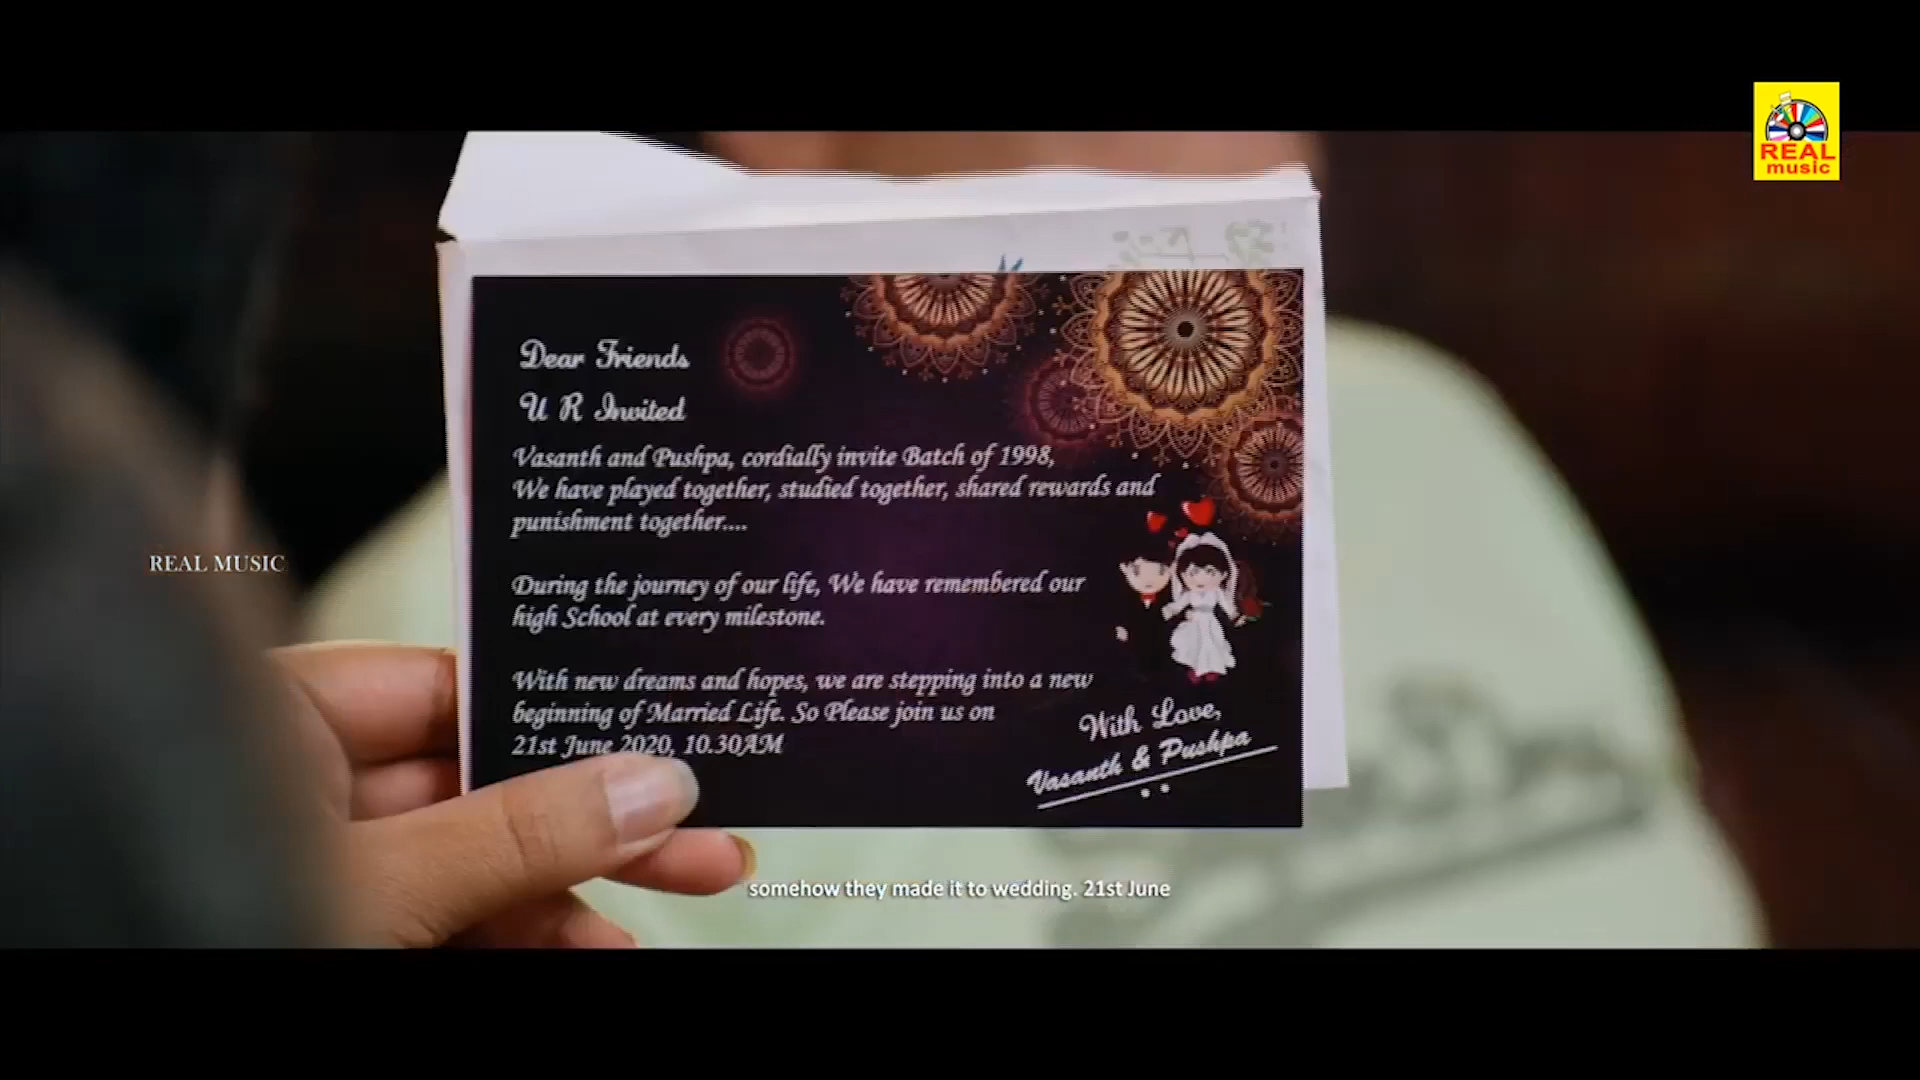 REAL
music
Dear Friends
U R Invited
Vasanth and Pushpa, cordially invite Batch of 1998,
We have played together, studied together, shared rewards and
punishment together....
During the journey of our life, We have remembered our
high School at every milestone.
With new dreams and hopes, we are stepping into a new
beginning of Married Life. So Please join us on
21st June 2020, 10.30AM
With Love,
Vasanth & Pushpa
REAL MUSIC
somehow they made it to wedding. 21st June